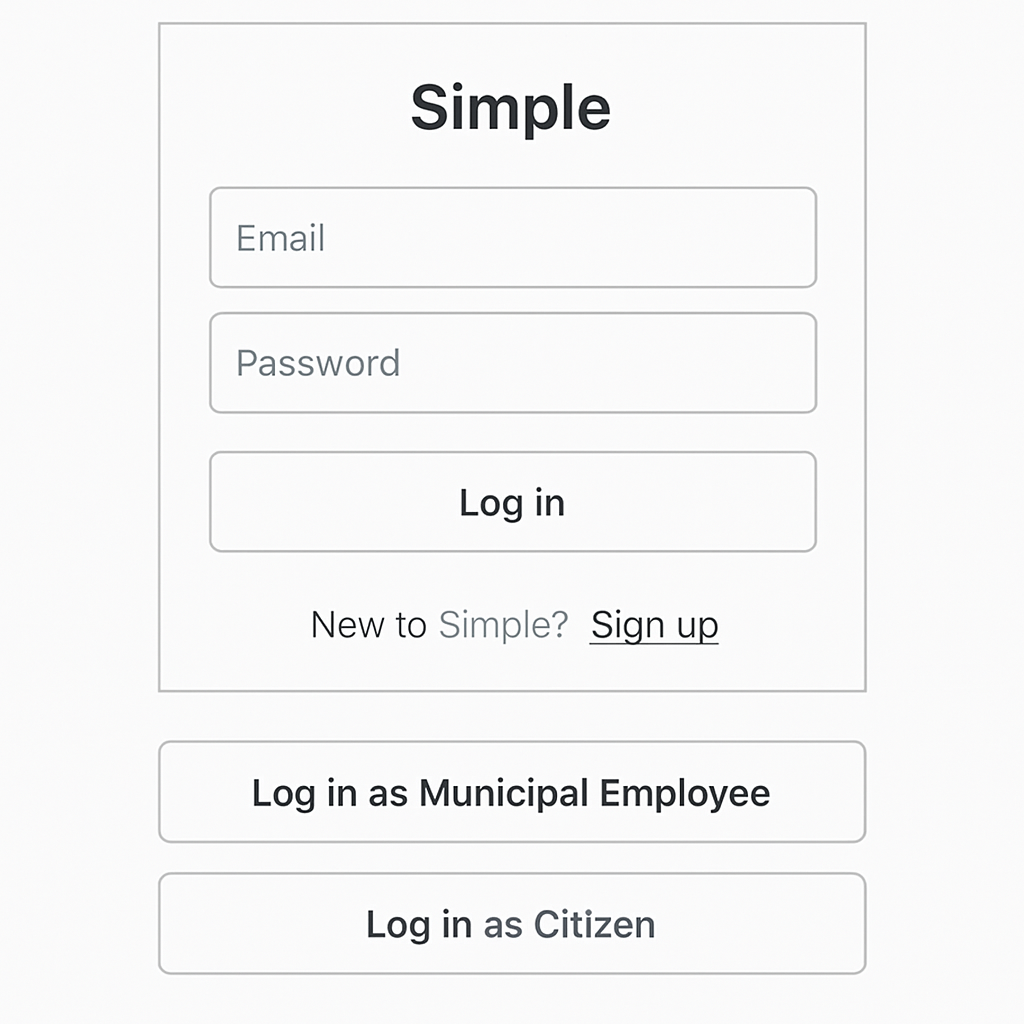 Simple
Email
Password
Log in
New to Simple? Sign up
Log in as Municipal Employee
Log in as Citizen